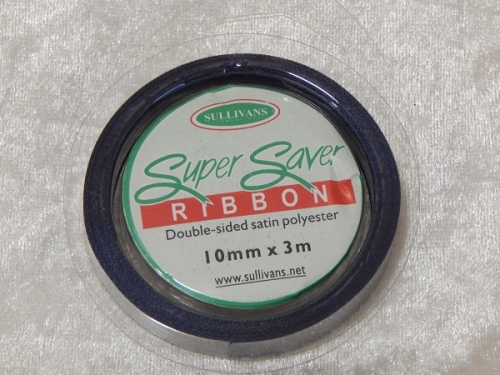 SULLIVANS
Super Saver
RIBBON
Double-sided satin polyester
10mm x 3m
www.sullivans.net